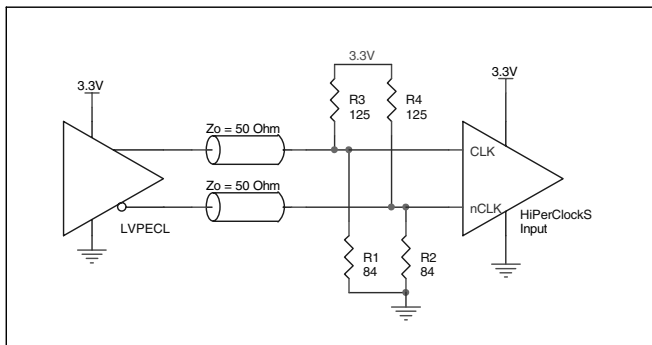 3.3V
3.3V
3.3V
R3
125
R4
125
Zo = 50 Ohm
CLK
Zo = 50 Ohm
nCLK
HiPerClockS
Input
LVPECL
R1
84
R2
84